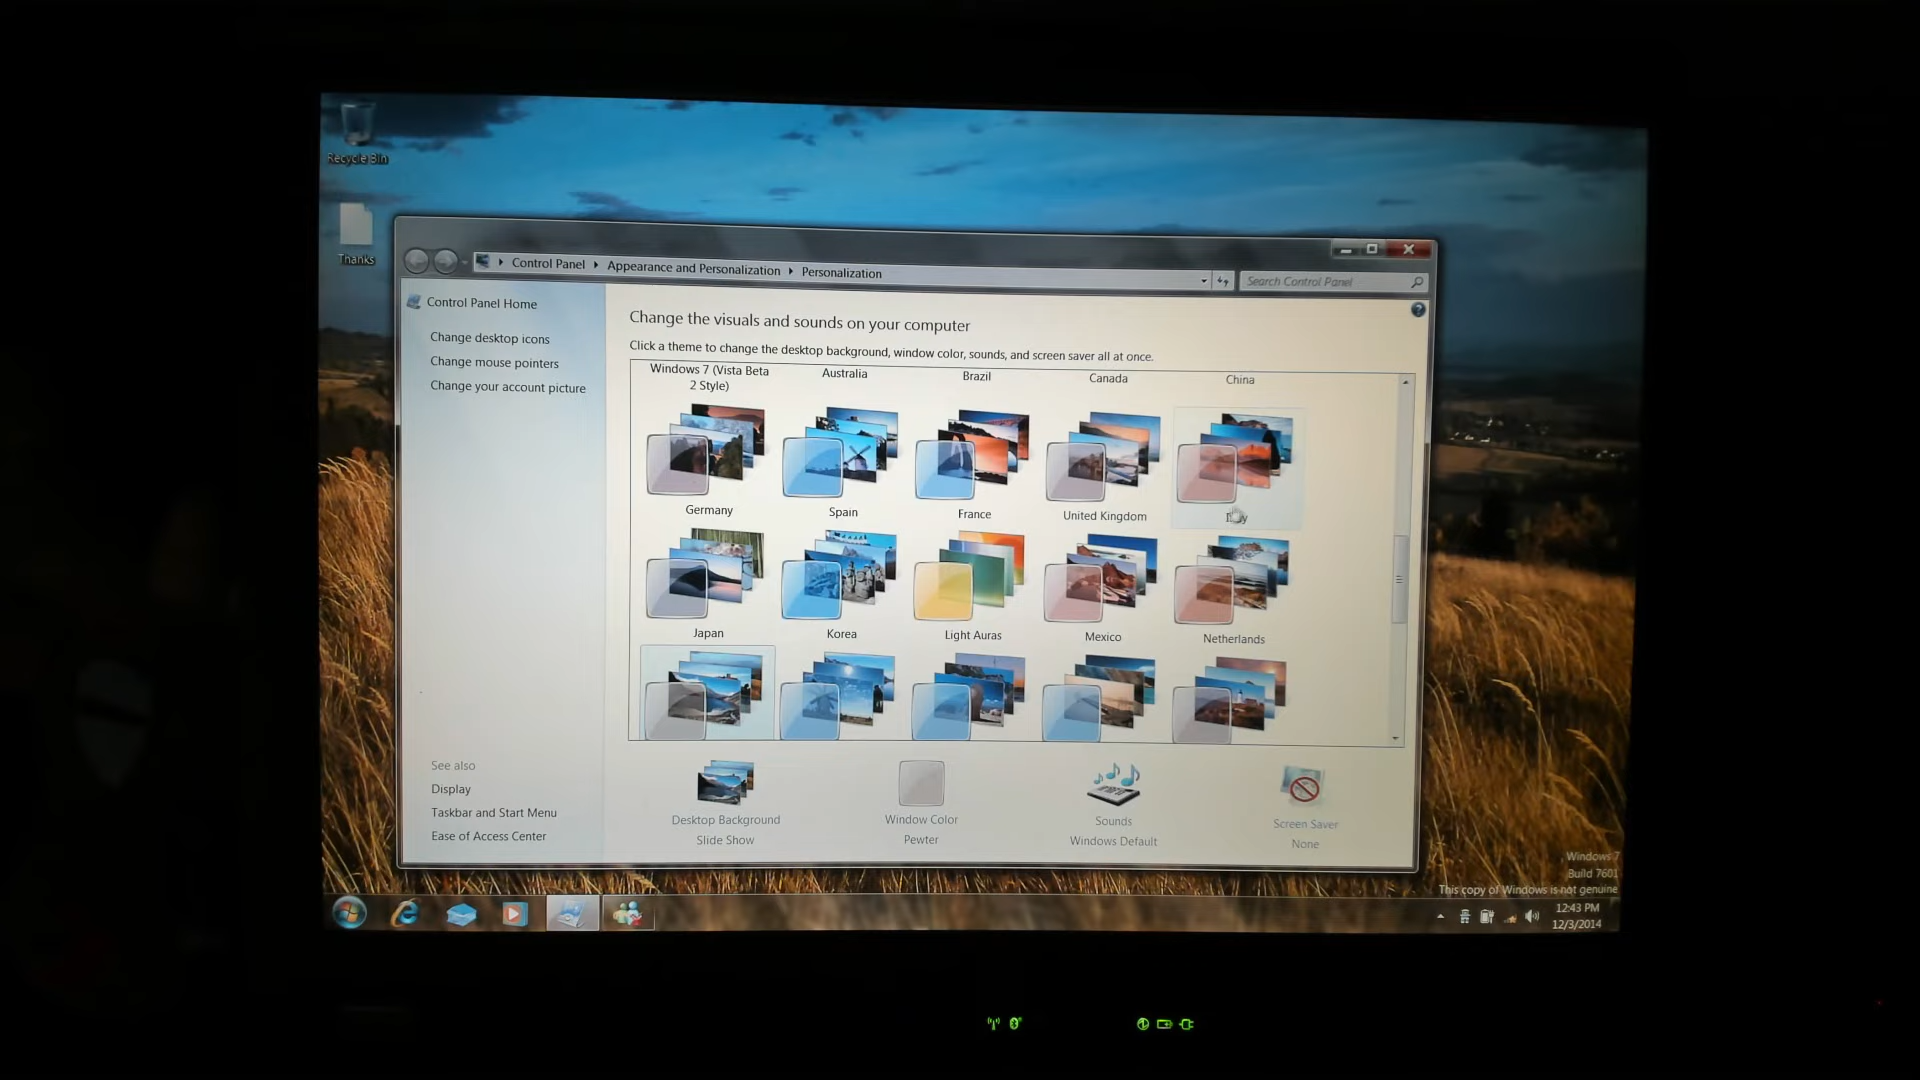 Recycle Bin
Thanks
Control Panel
Appearance and Personalization
Personalization
Search Control Panel
Control Panel Home
Change desktop icons
Change mouse pointers
Change your account picture
Change the visuals and sounds on your computer
Click a theme to change the desktop background, window color, sounds, and screen saver all at once.
Windows 7 (Vista Beta
2 Style)
Australia
Brazil
Canada
China
Germany
Spain
France
United Kingdom
Japan
Korea
Light Auras
Mexico
Netherlands
See also
Display
Taskbar and Start Menu
Ease of Access Center
Desktop Background
Slide Show
Window Color
Pewter
Sounds
Windows Default
Screen Saver
None
Windows 7
Build 7601
This copy of Windows is not genuine
12:43 PM
12/3/2014